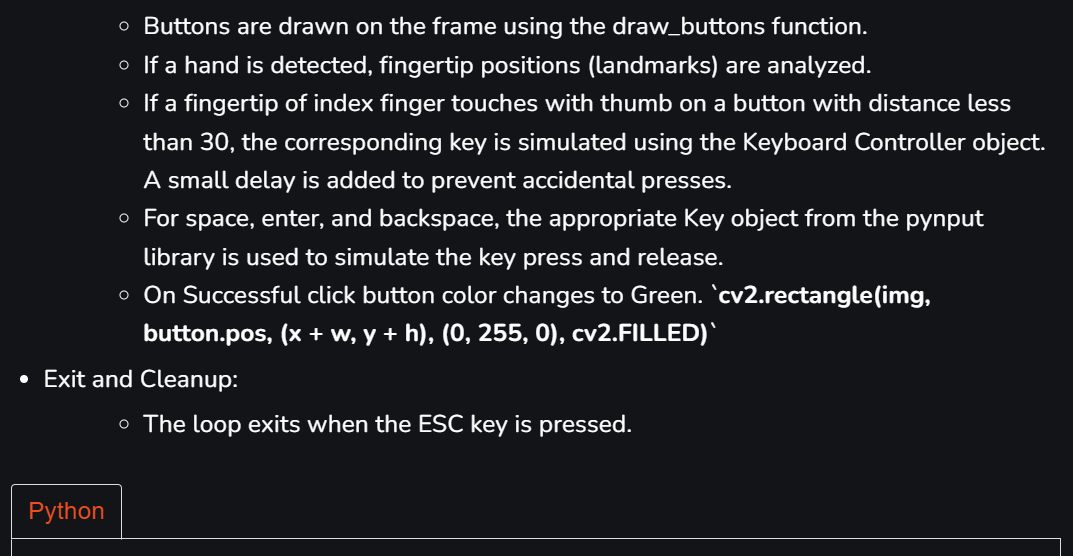 Buttons are drawn on the frame using the draw_buttons function.
If a hand is detected, fingertip positions (landmarks) are analyzed.
If a fingertip of index finger touches with thumb on a button with distance less
than 30, the corresponding key is simulated using the Keyboard Controller object.
A small delay is added to prevent accidental presses.
For space, enter, and backspace, the appropriate Key object from the pynput
library is used to simulate the key press and release.
On Successful click button color changes to Green. `cv2.rectangle(img,
button.pos, (x + w, y + h), (0, 255, 0), cv2.FILLED)`
Exit and Cleanup:
The loop exits when the ESC key is pressed.
Python